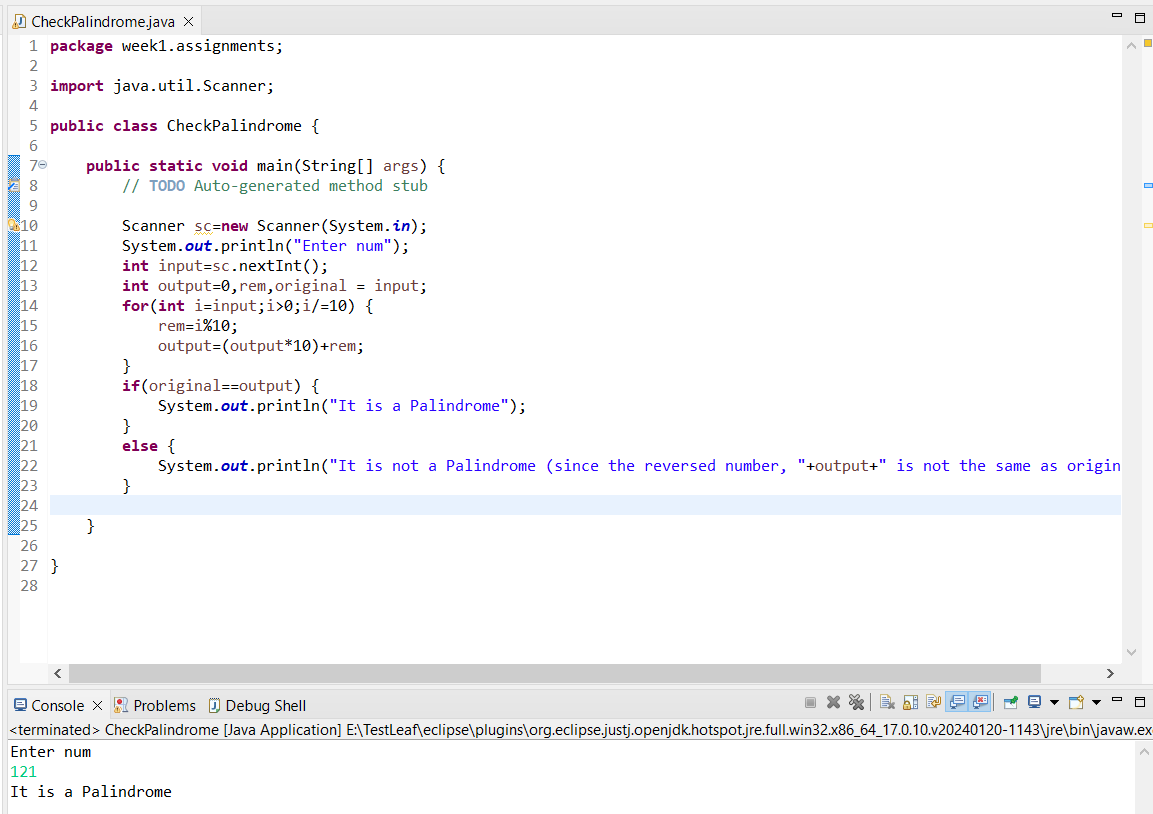 CheckPalindrome.java
1 package week1.assignments;
2
3 import java.util.Scanner;
4
5 public class CheckPalindrome {
6
7     public static void main(String[] args) {
8         // TODO Auto-generated method stub
9
10         Scanner sc=new Scanner(System.in);
11         System.out.println("Enter num");
12         int input=sc.nextInt();
13         int output=0,rem,original = input;
14         for(int i=input;i>0;i/=10) {
15             rem=i%10;
16             output=(output*10)+rem;
17         }
18         if(original==output) {
19             System.out.println("It is a Palindrome");
20         }
21         else {
22             System.out.println("It is not a Palindrome (since the reversed number, "+output+" is not the same as origin
23         }
24
25     }
26
27 }
28
Console Problems Debug Shell
<terminated> CheckPalindrome [Java Application] E:\TestLeaf\eclipse\plugins\org.eclipse.justj.openjdk.hotspot.jre.full.win32.x86_64_17.0.10.v20240120-1143\jre\bin\javaw.ex
Enter num
121
It is a Palindrome